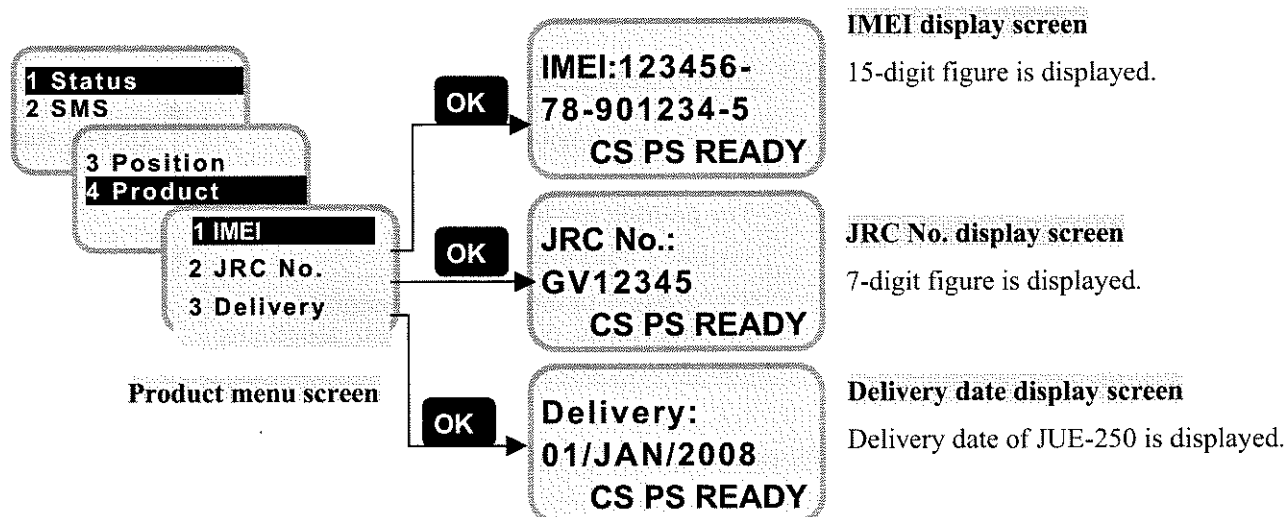 1 Status
2 SMS
3 Position
4 Product
1 IMEI
2 JRC No.
3 Delivery
Product menu screen
OK
IMEI:123456-
78-901234-5
CS PS READY
IMEI display screen
15-digit figure is displayed.
OK
JRC No.:
GV12345
CS PS READY
JRC No. display screen
7-digit figure is displayed.
OK
Delivery:
01/JAN/2008
CS PS READY
Delivery date display screen
Delivery date of JUE-250 is displayed.